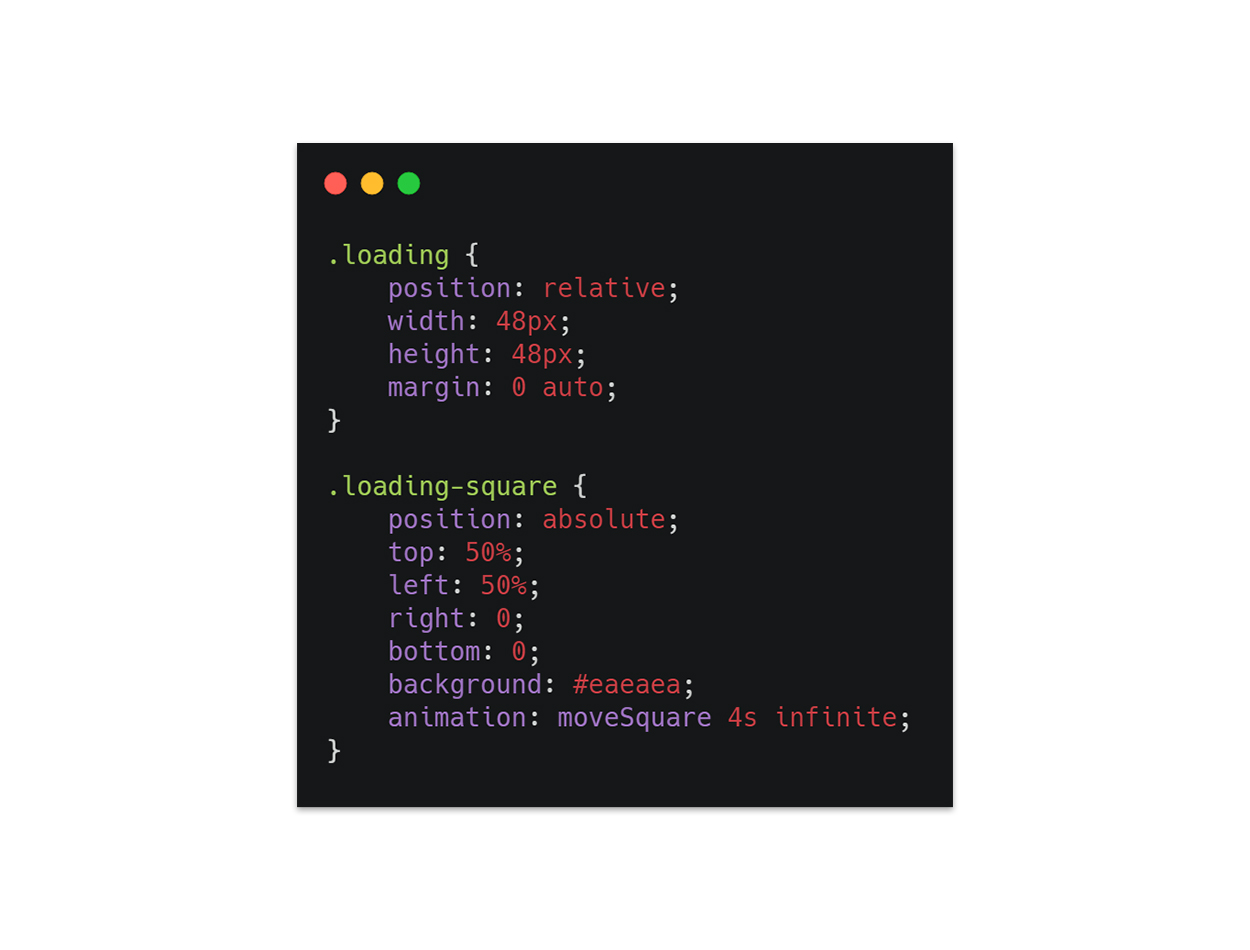 .loading {
    position: relative;
    width: 48px;
    height: 48px;
    margin: 0 auto;
}

.loading-square {
    position: absolute;
    top: 50%;
    left: 50%;
    right: 0;
    bottom: 0;
    background: #eaeaea;
    animation: moveSquare 4s infinite;
}